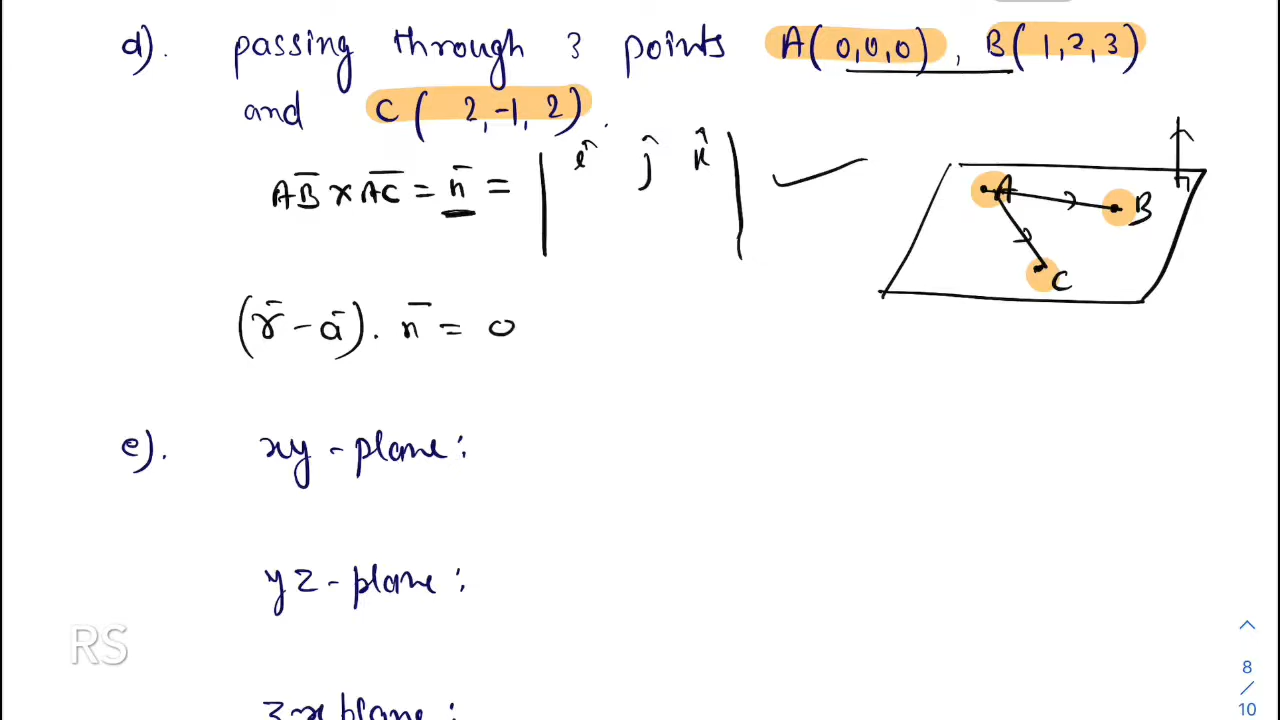 d). passing through 3 points A(0,0,0), B(1,2,3)
and C(2,-1,2).
AB̅ × A̅C̅ = n̅ = | î ĵ k̂ |
A B
C
(r̅ - a̅). n̅ = 0
e). xy - plane:
yz - plane:
RS
zx plane:
8
/
10